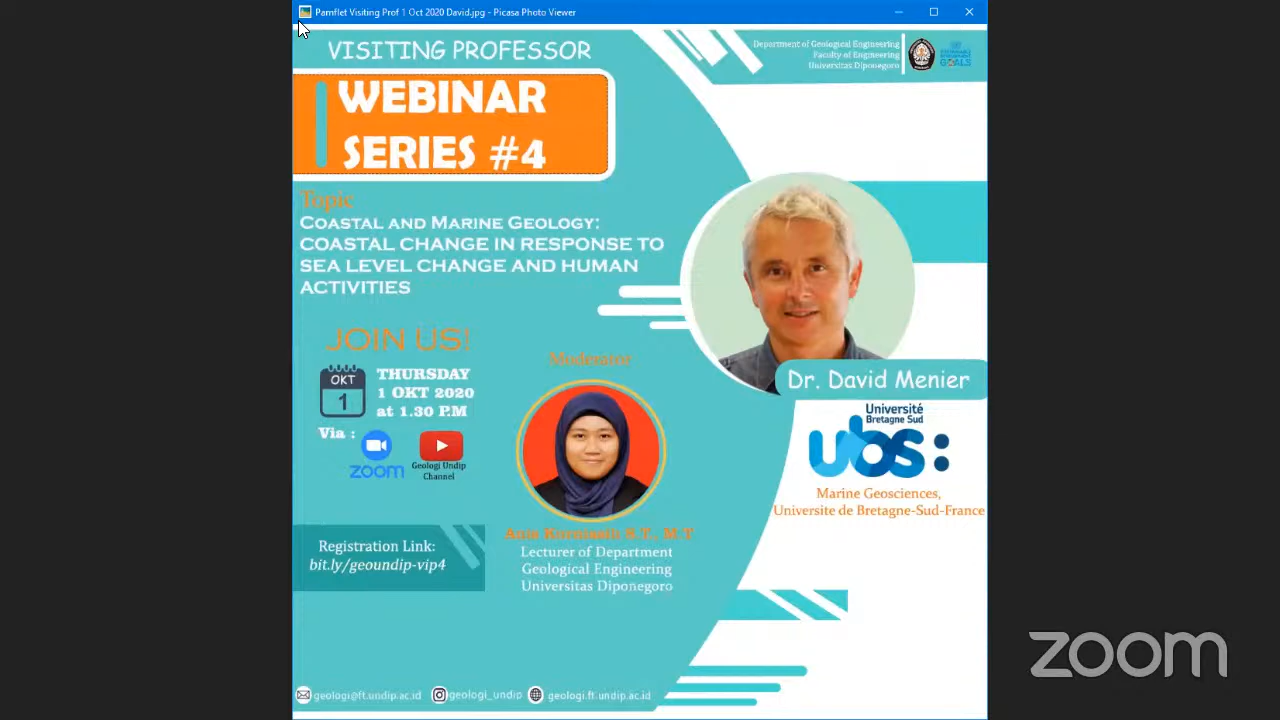 Pamflet Visiting Prof 1 Oct 2020 David.jpg - Picasa Photo Viewer
VISITING PROFESSOR
WEBINAR
SERIES #4
Department of Geological Engineering
Faculty of Engineering
Universitas Diponegoro
GOALS
Topic
COASTAL AND MARINE GEOLOGY:
COASTAL CHANGE IN RESPONSE TO
SEA LEVEL CHANGE AND HUMAN
ACTIVITIES
JOIN US!
OKT
1
THURSDAY
1 OKT 2020
at 1.30 P.M
Via :
zoom
Geologi Undip
Channel
Registration Link:
bit.ly/geoundip-vip4
Moderator
S.T., M.T
Lecturer of Department
Geological Engineering
Universitas Diponegoro
Dr. David Menier
Université
Bretagne Sud
ubs:
Marine Geosciences,
Universite de Bretagne-Sud-France
geologi@ft.undip.ac.id
geologi_undip
geologi.ft.undip.ac.id
zoom